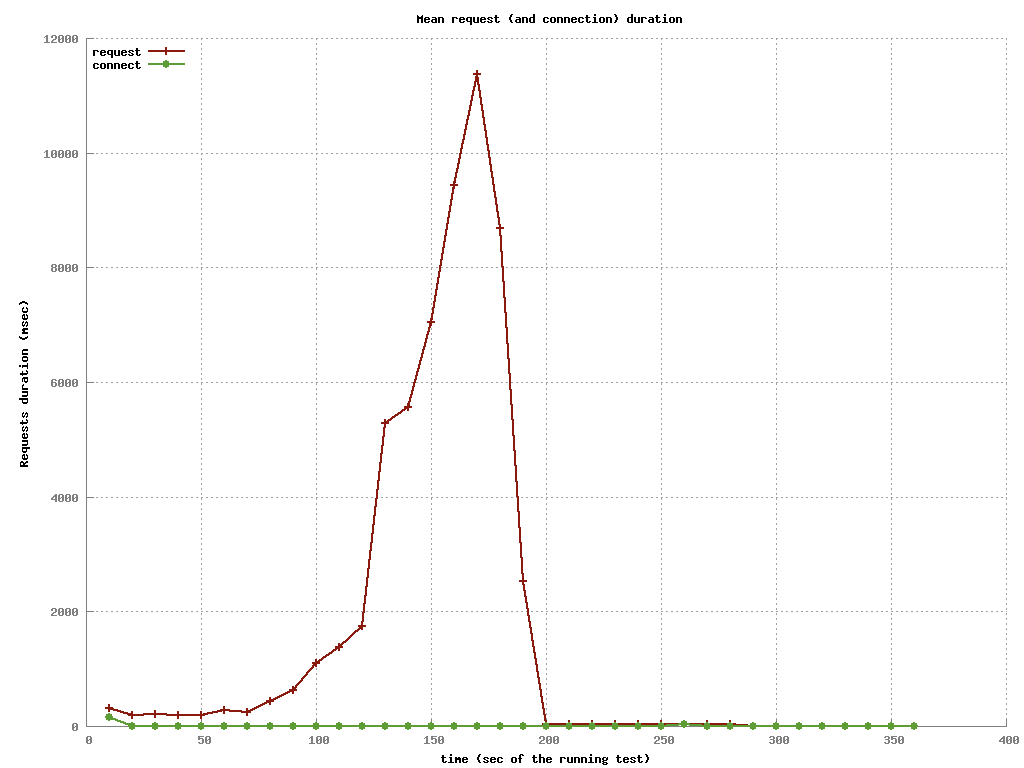 Mean request (and connection) duration
request
connect
12000
10000
8000
6000
4000
2000
0
Requests duration (msec)
0 50 100 150 200 250 300 350 400
time (sec of the running test)